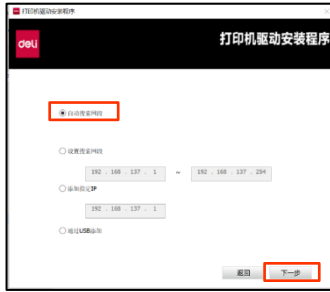 打印机驱动安装程序
deli
打印机驱动安装程序
自动搜索网段
设置搜索网段
192 . 168 . 137 . 1 ~ 192 . 168 . 137 . 254
添加指定IP
192 . 168 . 137 . 1
通过USB添加
返回 下一步